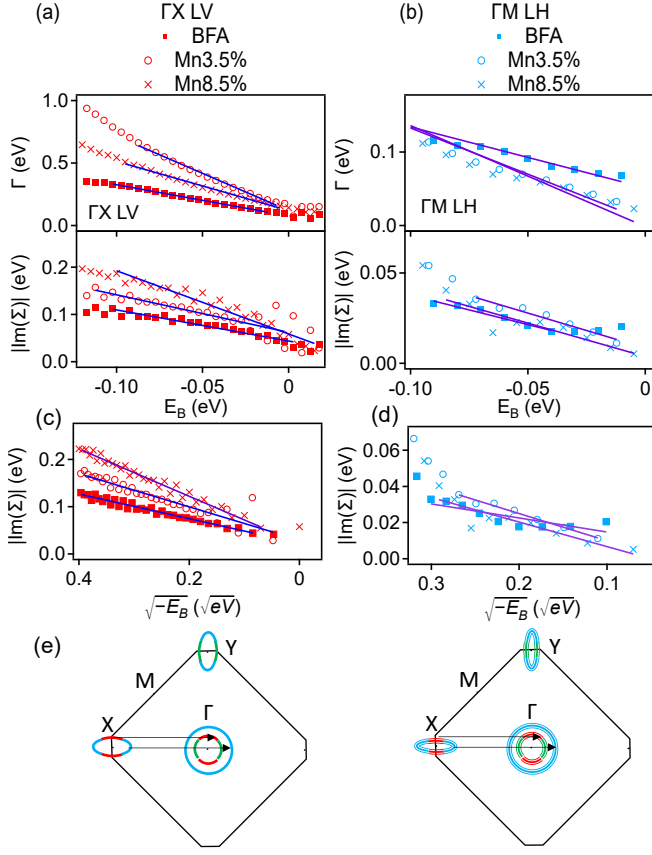 (a) ΓX LV
BFA
Mn3.5%
Mn8.5%
1.0
0.5
0.0
Γ (eV)
ΓX LV
0.2
0.1
0.0
|Im(Σ)| (eV)
-0.10 -0.05 0
E_B (eV)
(b) ΓM LH
BFA
Mn3.5%
Mn8.5%
0.1
0.0
Γ (eV)
ΓM LH
0.05
0.00
|Im(Σ)| (eV)
-0.10 -0.05 0
E_B (eV)
(c)
0.2
0.1
0.0
|Im(Σ)| (eV)
0.4 0.2 0
√-E_B (√eV)
(d)
0.06
0.04
0.02
0.00
|Im(Σ)| (eV)
0.3 0.2 0.1
√-E_B (√eV)
(e)
Y
M
X Γ
Y
M
X Γ